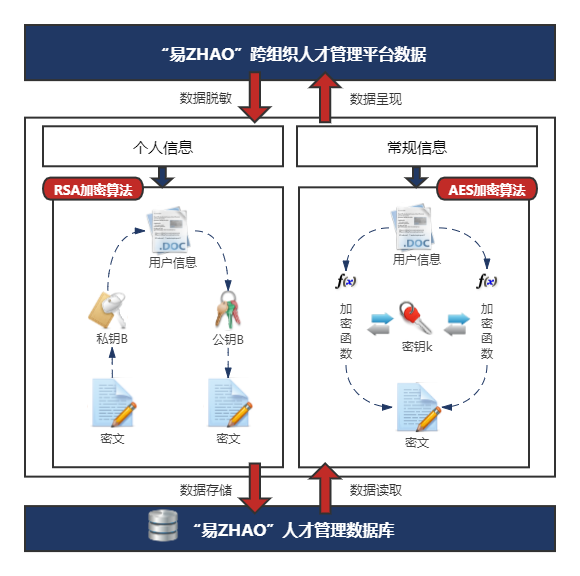 “易ZHAO”跨组织人才管理平台数据
数据脱敏
数据呈现
个人信息
常规信息
RSA加密算法
AES加密算法
.DOC
用户信息
私钥B
公钥B
密文
密文
.DOC
用户信息
f(x)
f(x)
加密函数
密钥k
加密函数
密文
数据存储
数据读取
“易ZHAO”人才管理数据库